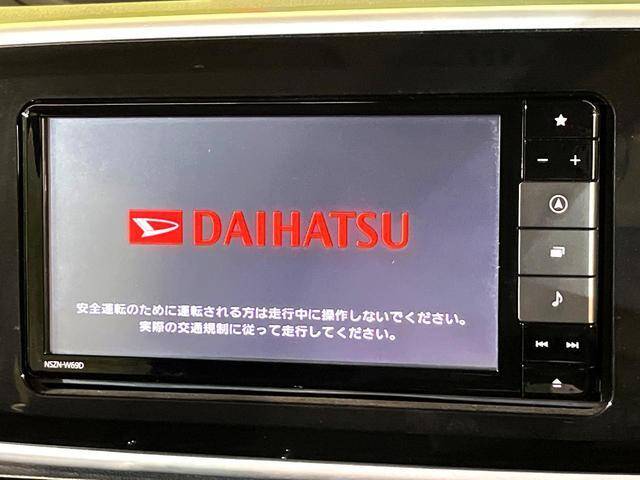 DAIHATSU
安全運転のために運転される方は走行中に操作しないでください。
実際の交通規制に従って走行してください。
NSZN-W69D